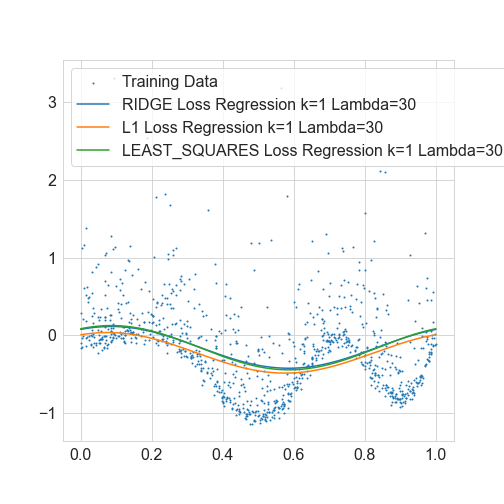 Training Data
RIDGE Loss Regression k=1 Lambda=30
L1 Loss Regression k=1 Lambda=30
LEAST_SQUARES Loss Regression k=1 Lambda=30
3
2
1
0
−1
0.0 0.2 0.4 0.6 0.8 1.0